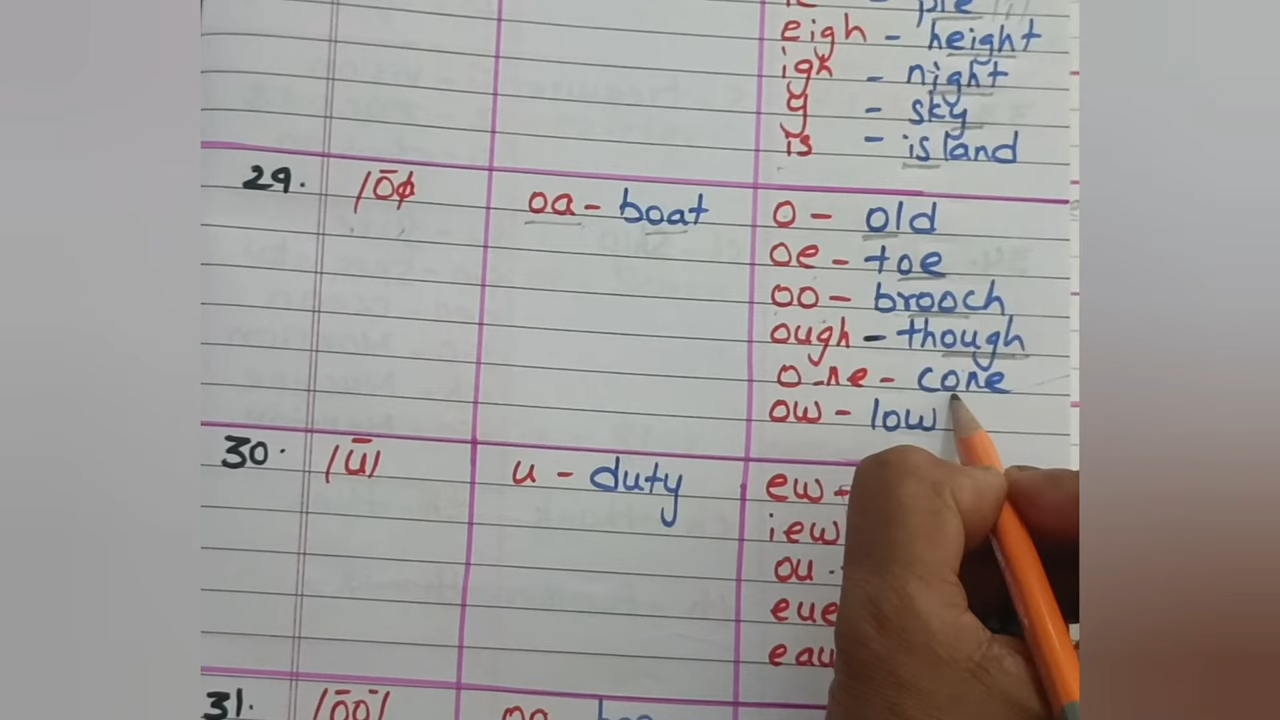 eigh - height
igh - night
y - sky
is - island
29. /ō/ oa - boat o - old
oe - toe
oo - brooch
ough - though
o-ne - cone
ow - low
30. /ū/ u - duty ew -
iew
ou -
eue
eau
31. /ōō/